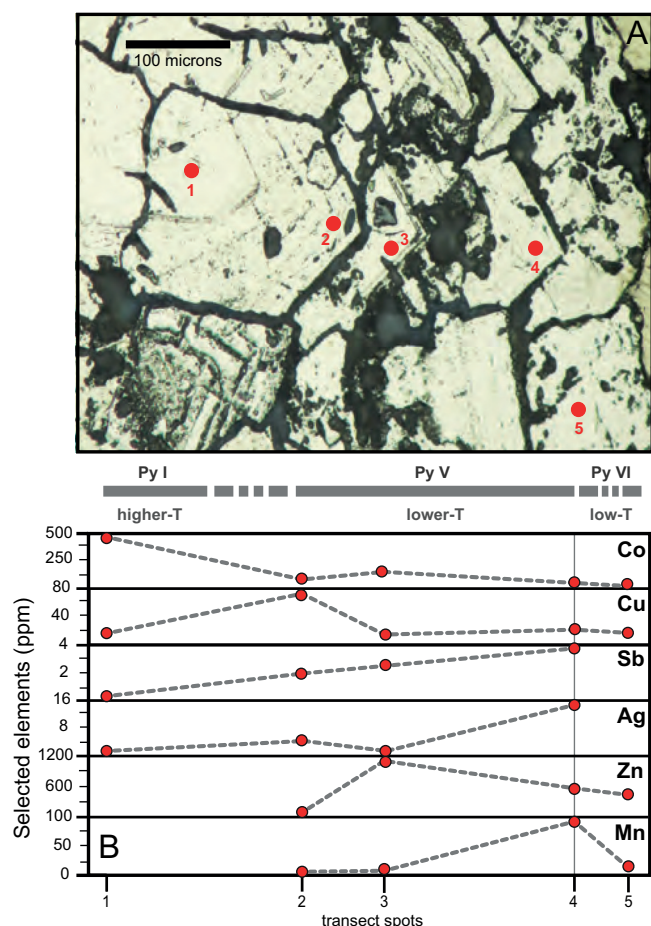 A
100 microns
1
2
3
4
5
Py I Py V Py VI
higher-T lower-T low-T
500
Co
250
80
Cu
40
4
Sb
2
16
Ag
8
1200
Zn
600
100
Mn
50
B
0
1 2 3 4 5
transect spots
Selected elements (ppm)